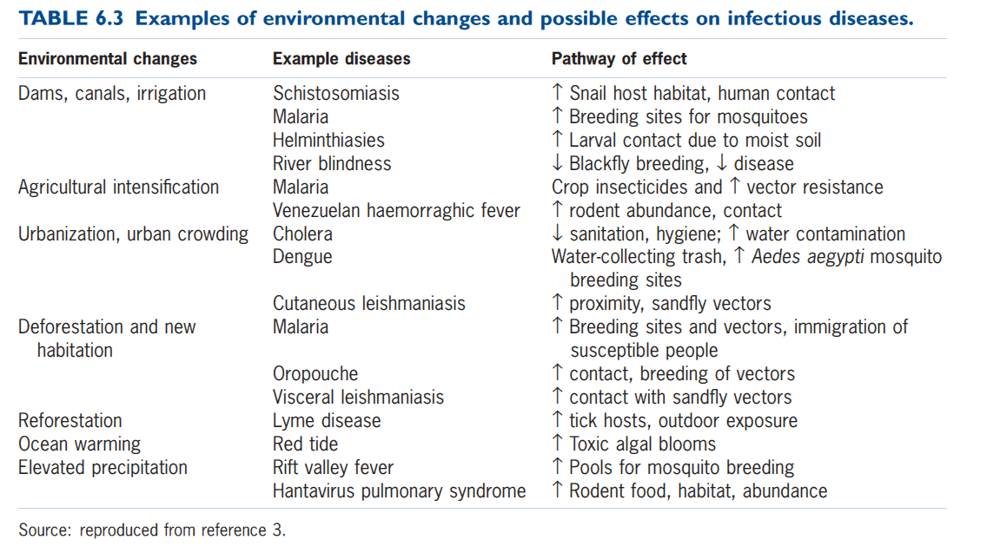 TABLE 6.3 Examples of environmental changes and possible effects on infectious diseases.
Environmental changes Example diseases Pathway of effect
Dams, canals, irrigation Schistosomiasis ↑ Snail host habitat, human contact
Malaria ↑ Breeding sites for mosquitoes
Helminthiasies ↑ Larval contact due to moist soil
River blindness ↓ Blackfly breeding, ↓ disease
Agricultural intensification Malaria Crop insecticides and ↑ vector resistance
Venezuelan haemorraghic fever ↑ rodent abundance, contact
Urbanization, urban crowding Cholera ↓ sanitation, hygiene; ↑ water contamination
Dengue Water-collecting trash, ↑ Aedes aegypti mosquito
breeding sites
Cutaneous leishmaniasis ↑ proximity, sandfly vectors
Deforestation and new Malaria ↑ Breeding sites and vectors, immigration of
habitation susceptible people
Oropouche ↑ contact, breeding of vectors
Visceral leishmaniasis ↑ contact with sandfly vectors
Reforestation Lyme disease ↑ tick hosts, outdoor exposure
Ocean warming Red tide ↑ Toxic algal blooms
Elevated precipitation Rift valley fever ↑ Pools for mosquito breeding
Hantavirus pulmonary syndrome ↑ Rodent food, habitat, abundance
Source: reproduced from reference 3.